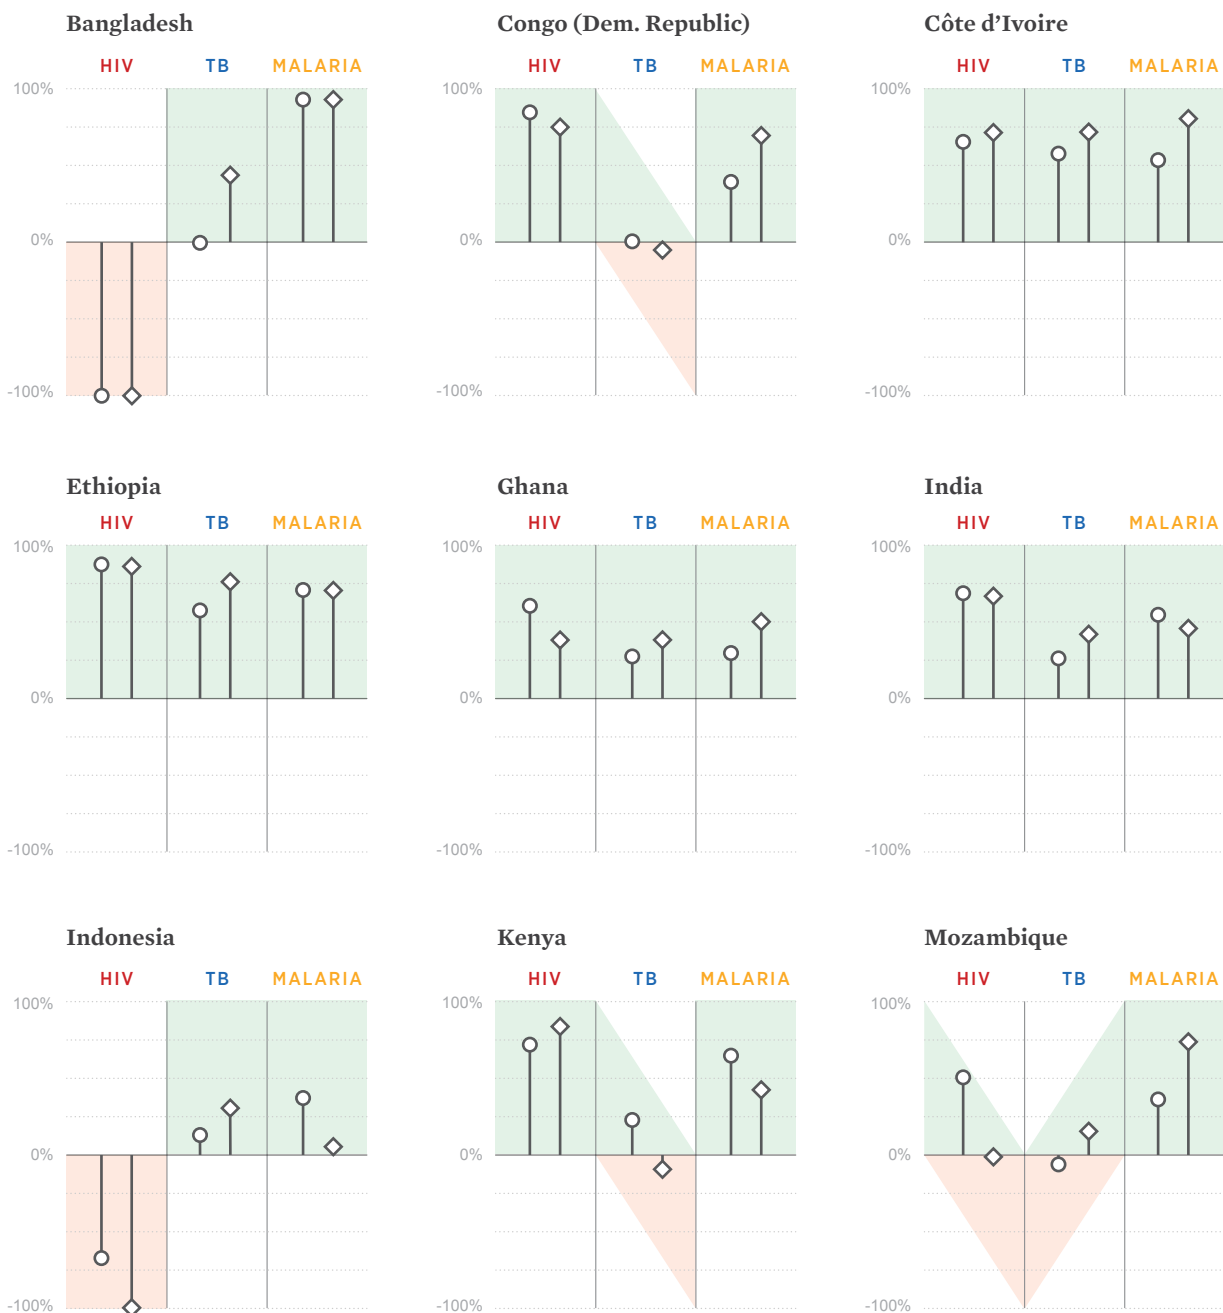 Bangladesh
HIV TB MALARIA
100%
0%
-100%
Congo (Dem. Republic)
HIV TB MALARIA
100%
0%
-100%
Côte d’Ivoire
HIV TB MALARIA
100%
0%
-100%
Ethiopia
HIV TB MALARIA
100%
0%
-100%
Ghana
HIV TB MALARIA
100%
0%
-100%
India
HIV TB MALARIA
100%
0%
-100%
Indonesia
HIV TB MALARIA
100%
0%
-100%
Kenya
HIV TB MALARIA
100%
0%
-100%
Mozambique
HIV TB MALARIA
100%
0%
-100%